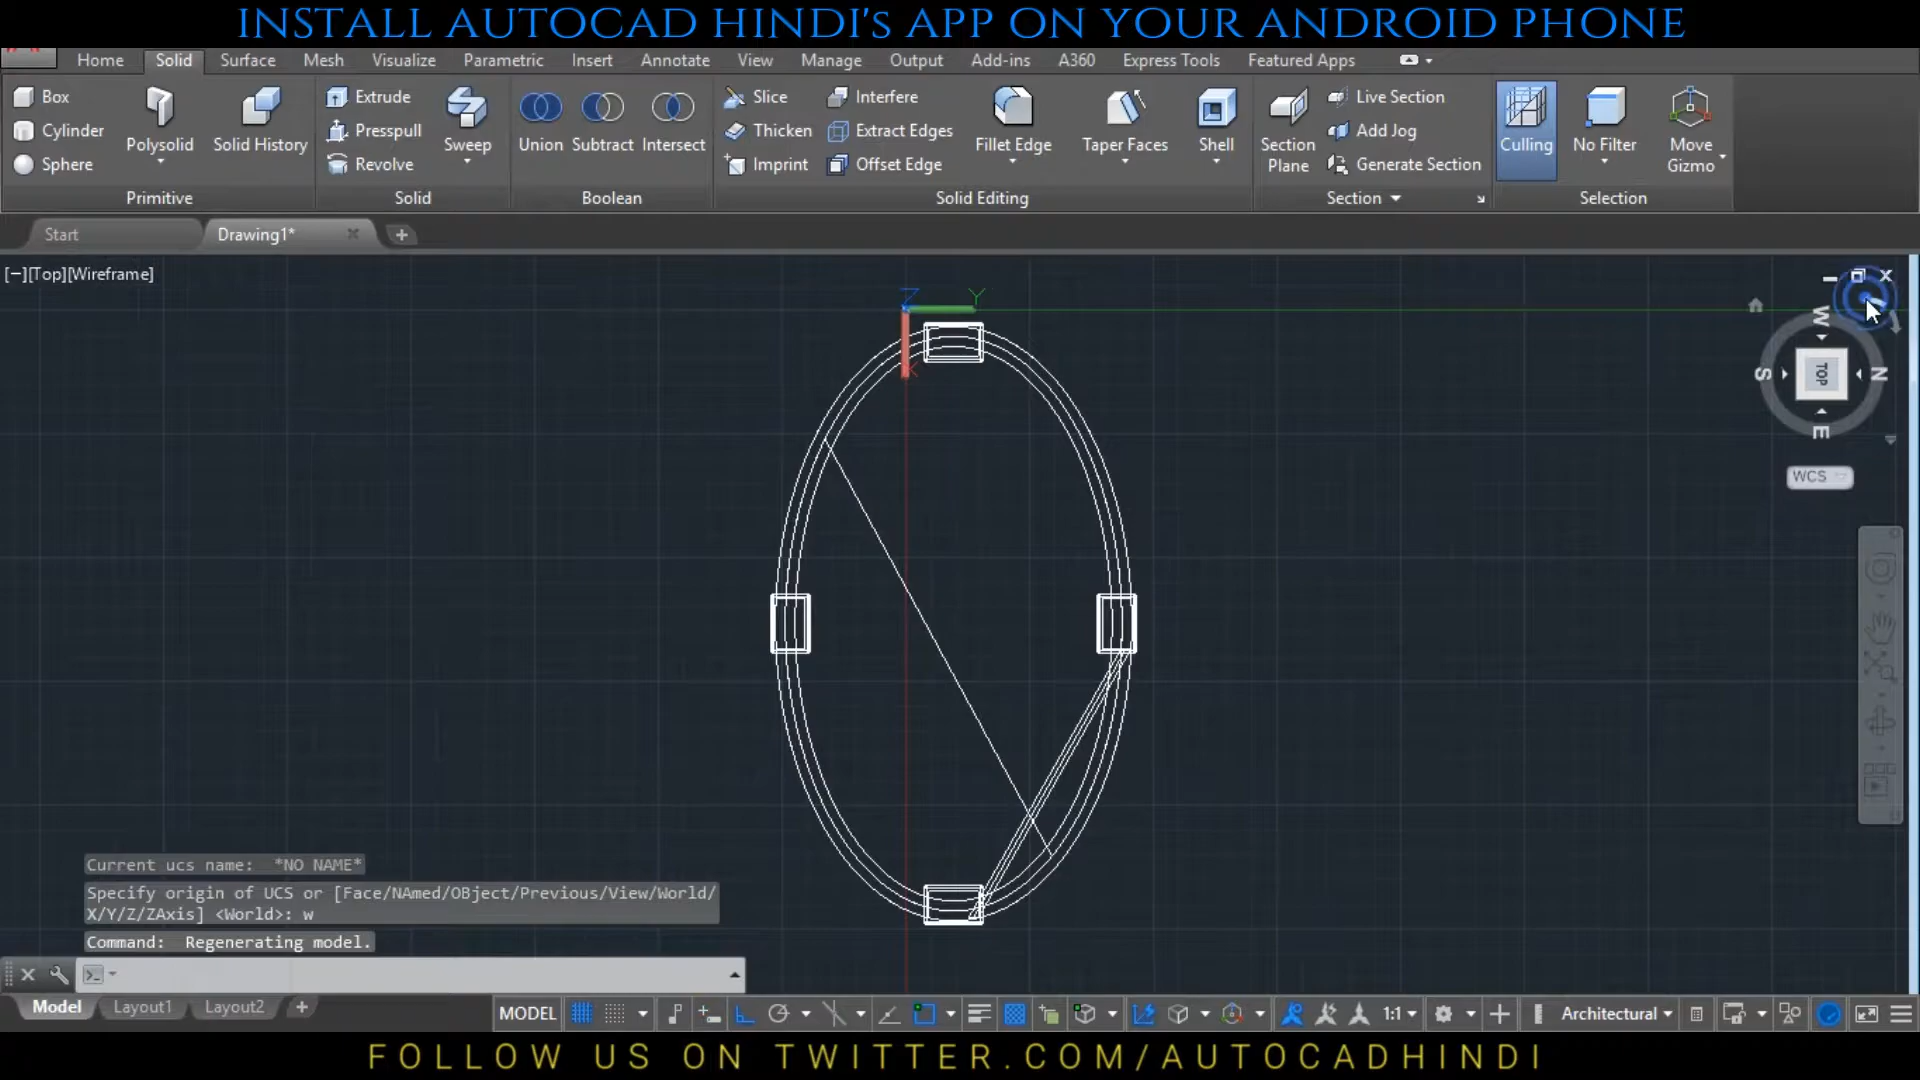 INSTALL AUTOCAD HINDI'S APP ON YOUR ANDROID PHONE
Home Solid Surface Mesh Visualize Parametric Insert Annotate View Manage Output Add-ins A360 Express Tools Featured Apps
Box Extrude Slice Interfere Live Section
Cylinder Presspull Thicken Extract Edges Add Jog
Sphere Revolve Imprint Offset Edge Generate Section
Polysolid Solid History Sweep Union Subtract Intersect Fillet Edge Taper Faces Shell Section Plane Culling No Filter Move Gizmo
Primitive Solid Boolean Solid Editing Section Selection
Start Drawing1*
[−][Top][Wireframe]
Z Y
X
W
S TOP N
E
WCS
Current ucs name: *NO NAME*
Specify origin of UCS or [Face/NAmed/OBject/Previous/View/World/
X/Y/Z/ZAxis] <World>: w
Command: Regenerating model.
Model Layout1 Layout2 MODEL 1:1 Architectural
FOLLOW US ON TWITTER.COM/AUTOCADHINDI